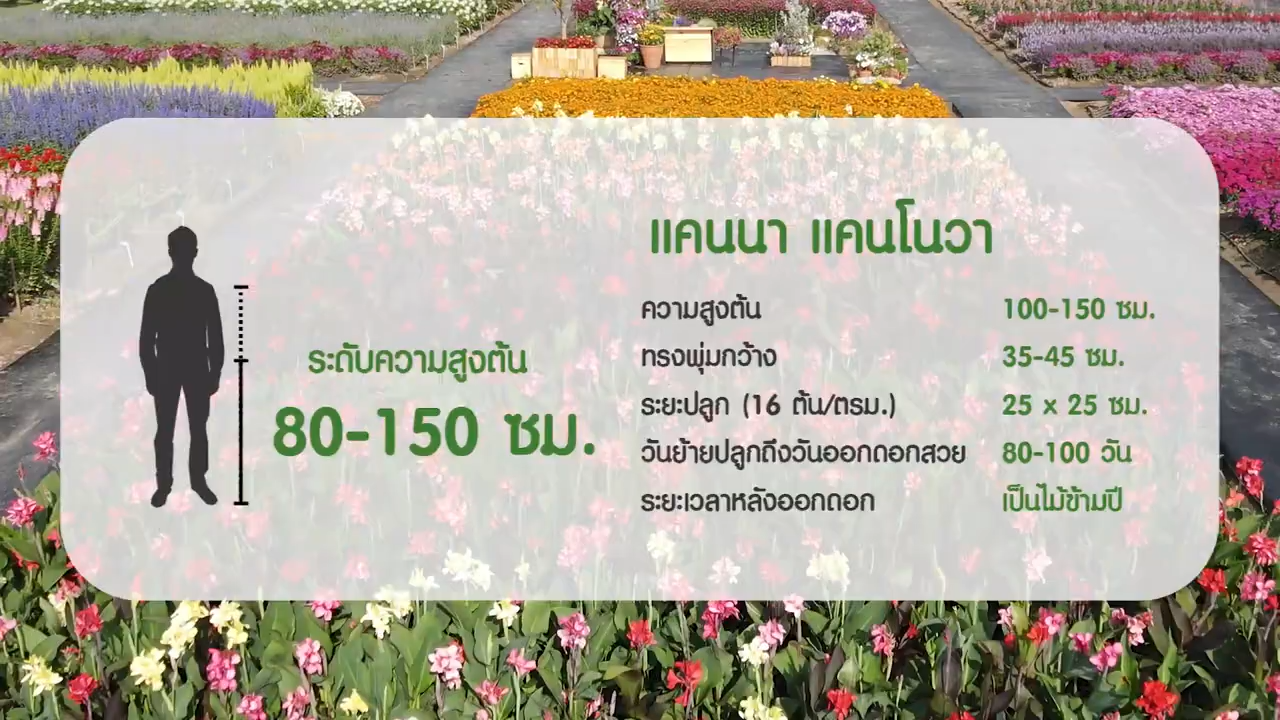 แคนนา แคนโนวา
ระดับความสูงต้น
80-150 ซม.
ความสูงต้น 100-150 ซม.
ทรงพุ่มกว้าง 35-45 ซม.
ระยะปลูก (16 ต้น/ตรม.) 25 x 25 ซม.
วันย้ายปลูกถึงวันออกดอกสวย 80-100 วัน
ระยะเวลาหลังออกดอก เป็นไม้ข้ามปี